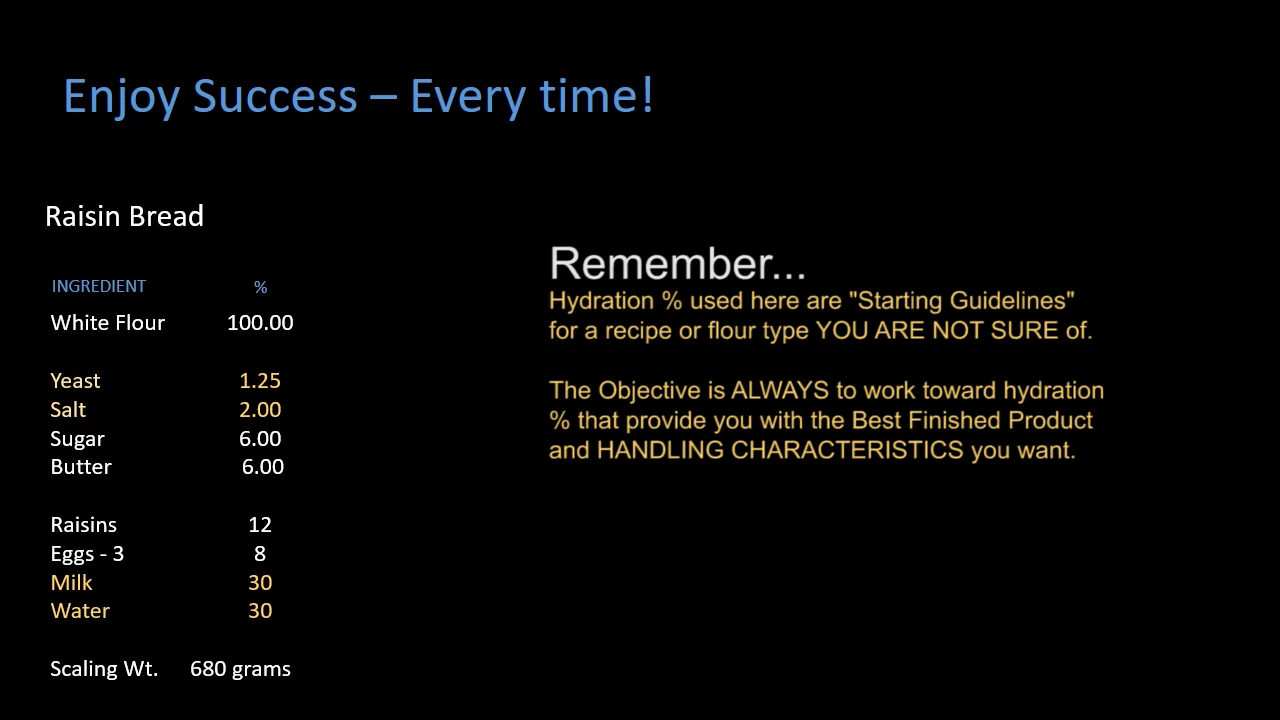 Enjoy Success – Every time!
Raisin Bread
INGREDIENT %
White Flour 100.00
Yeast 1.25
Salt 2.00
Sugar 6.00
Butter 6.00
Raisins 12
Eggs - 3 8
Milk 30
Water 30
Scaling Wt. 680 grams
Remember...
Hydration % used here are "Starting Guidelines"
for a recipe or flour type YOU ARE NOT SURE of.
The Objective is ALWAYS to work toward hydration
% that provide you with the Best Finished Product
and HANDLING CHARACTERISTICS you want.